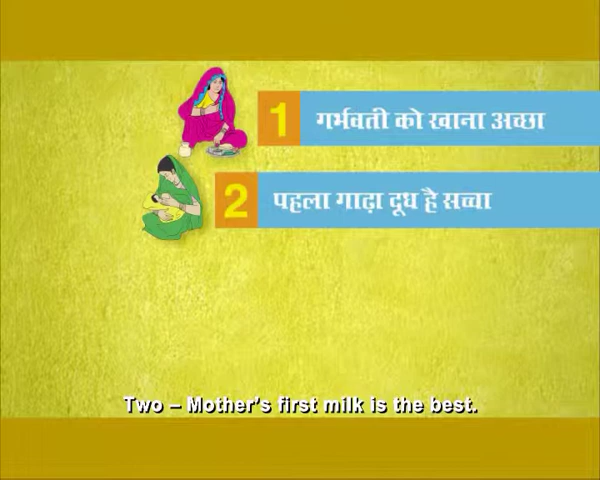 1 गर्भवती को खाना अच्छा
2 पहला गाढ़ा दूध है सच्चा
Two – Mother's first milk is the best.